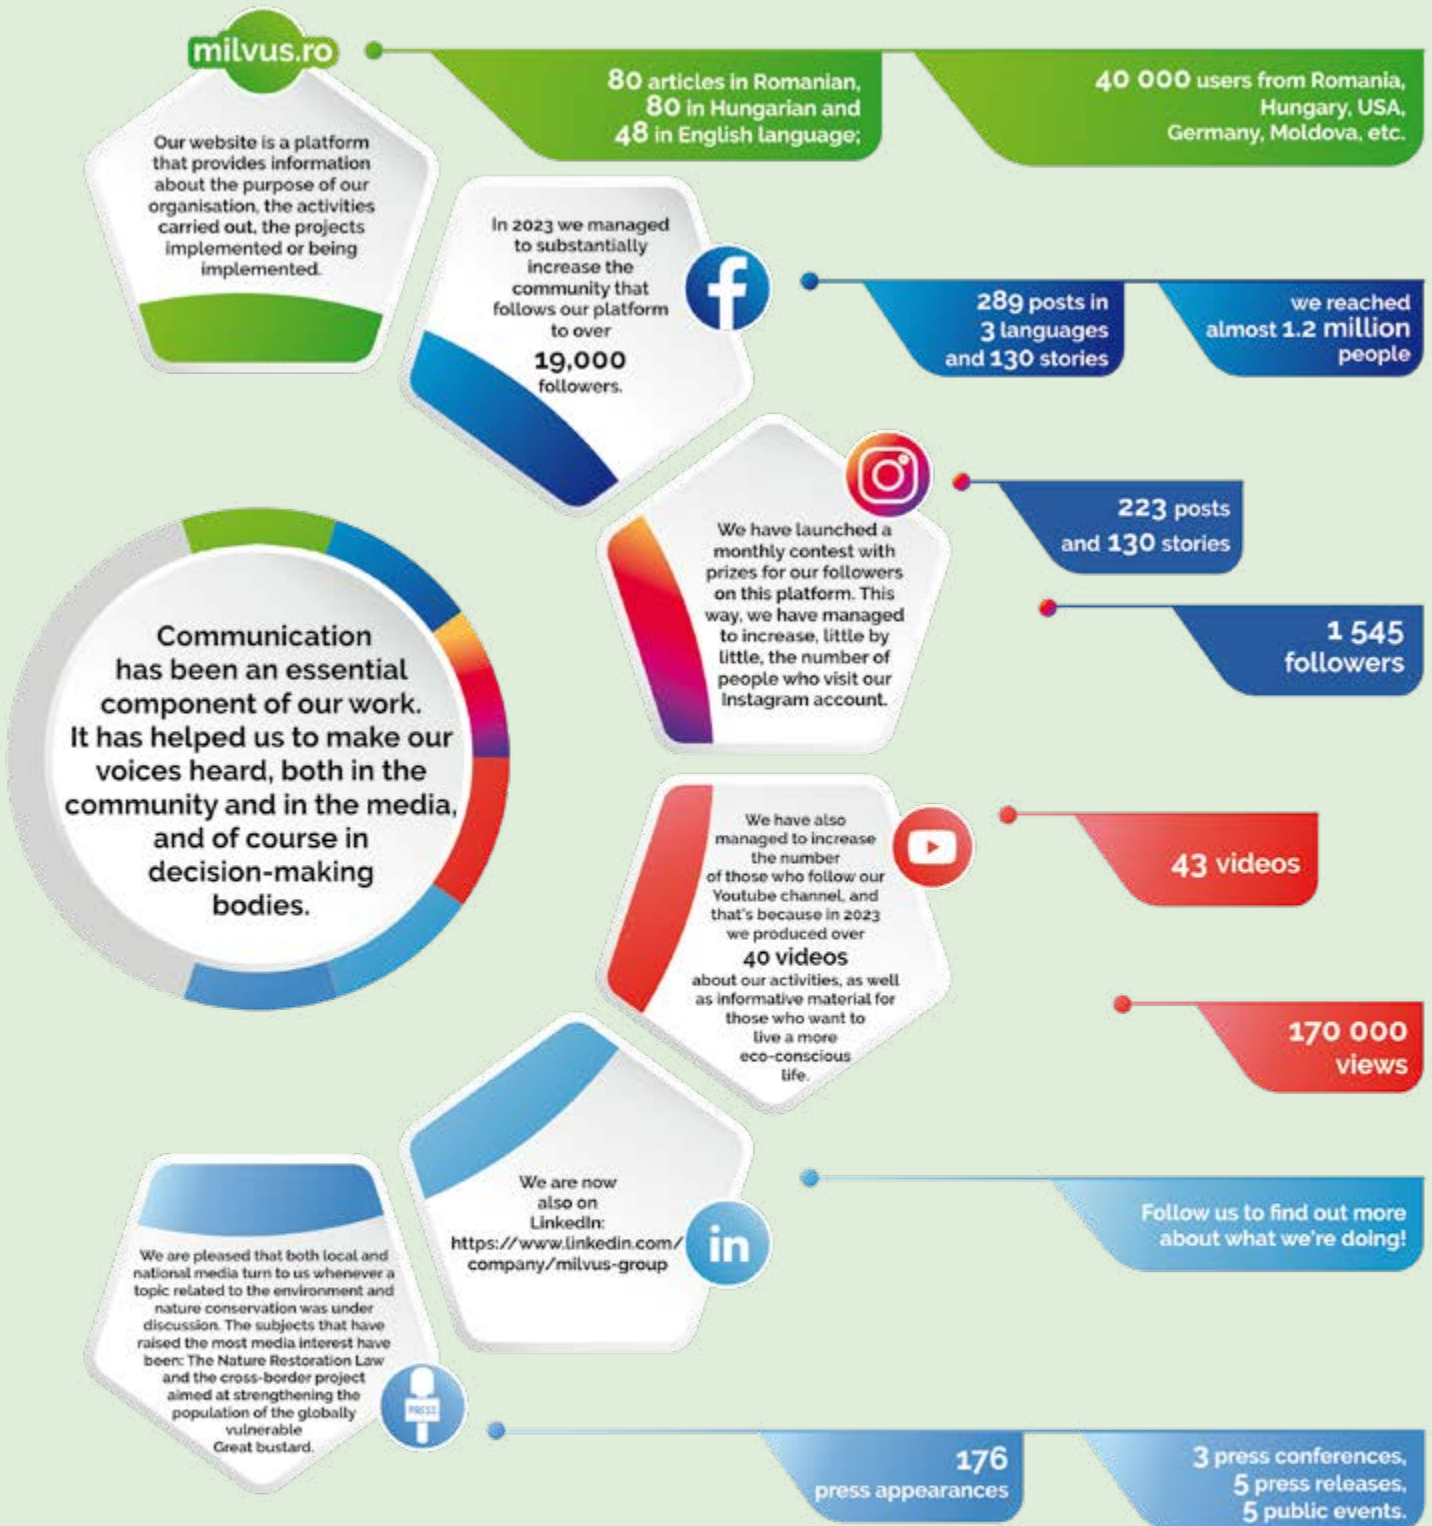 milvus.ro
Our website is a platform
that provides information
about the purpose of our
organisation, the activities
carried out, the projects
implemented or being
implemented.
80 articles in Romanian,
80 in Hungarian and
48 in English language;
40 000 users from Romania,
Hungary, USA,
Germany, Moldova, etc.
In 2023 we managed
to substantially
increase the
community that
follows our platform
to over
19,000
followers.
f
289 posts in
3 languages
and 130 stories
we reached
almost 1.2 million
people
We have launched a
monthly contest with
prizes for our followers
on this platform. This
way, we have managed
to increase, little by
little, the number of
people who visit our
Instagram account.
223 posts
and 130 stories
1 545
followers
Communication
has been an essential
component of our work.
It has helped us to make our
voices heard, both in the
community and in the media,
and of course in
decision-making
bodies.
We have also
managed to increase
the number
of those who follow our
Youtube channel, and
that's because in 2023
we produced over
40 videos
about our activities, as well
as informative material for
those who want to
live a more
eco-conscious
life.
43 videos
170 000
views
We are now
also on
LinkedIn:
https://www.linkedin.com/
company/milvus-group
in
Follow us to find out more
about what we're doing!
We are pleased that both local and
national media turn to us whenever a
topic related to the environment and
nature conservation was under
discussion. The subjects that have
raised the most media interest have
been: The Nature Restoration Law
and the cross-border project
aimed at strengthening the
population of the globally
vulnerable
Great bustard.
PRESS
176
press appearances
3 press conferences,
5 press releases,
5 public events.